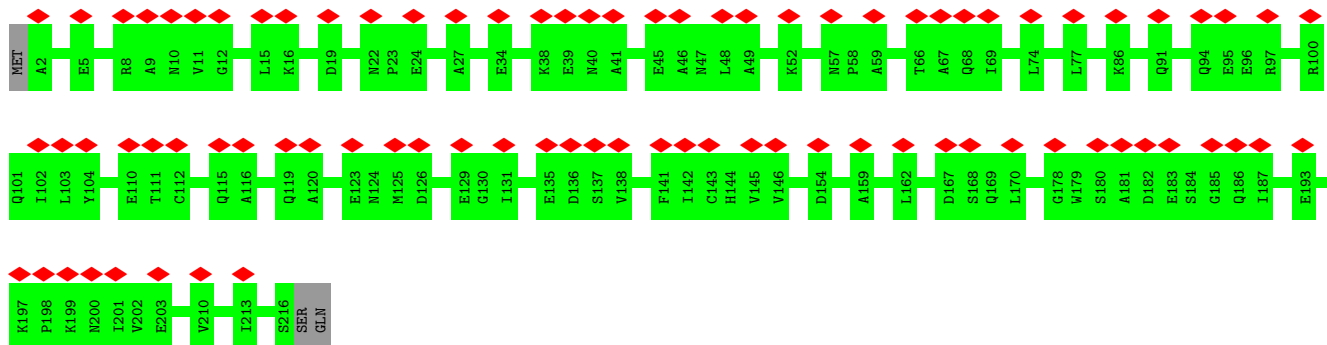 MET A2 E5 R8 A9 N10 V11 G12 L15 K16 D19 N22 P23 E24 A27 E34 K38 E39 N40 A41 E45 A46 N47 L48 A49 K52 N57 P58 A59 T66 A67 Q68 I69 L74 L77 K86 Q91 Q94 E95 E96 R97 R100
Q101 I102 L103 Y104 E110 T111 C112 Q115 A116 Q119 A120 E123 N124 M125 D126 E129 G130 I131 E135 D136 S137 V138 F141 I142 C143 H144 V145 V146 D154 A159 L162 D167 S168 Q169 L170 G178 W179 S180 A181 D182 E183 S184 G185 Q186 I187 E193
K197 P198 K199 N200 I201 V202 E203 V210 I213 S216 SER GLN